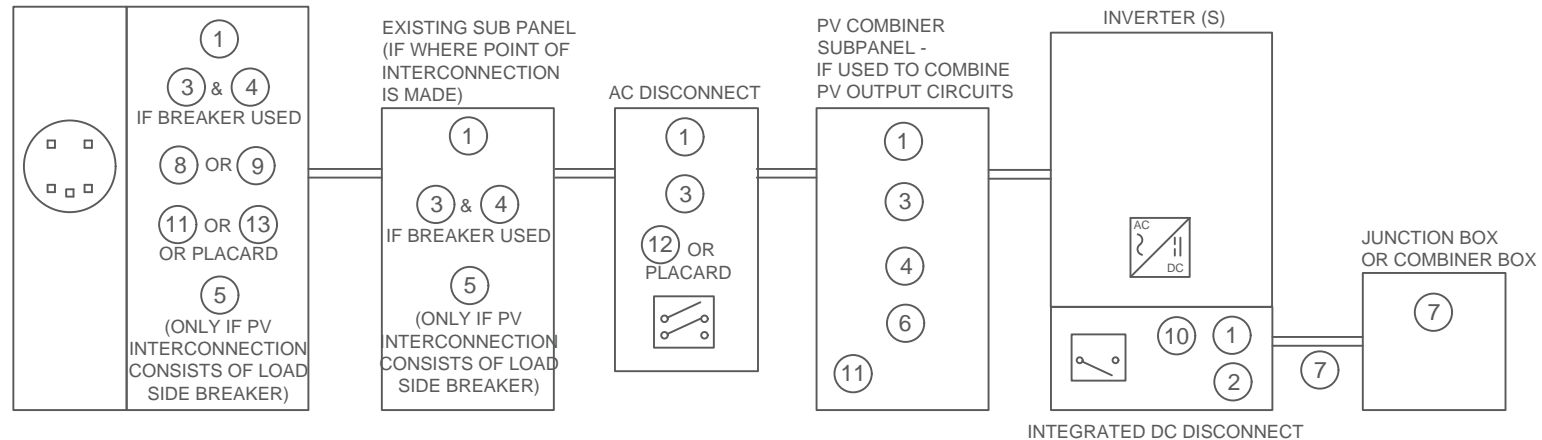 1
3 & 4
IF BREAKER USED
8 OR 9
11 OR 13
OR PLACARD
5
(ONLY IF PV
INTERCONNECTION
CONSISTS OF LOAD
SIDE BREAKER)
EXISTING SUB PANEL
(IF WHERE POINT OF
INTERCONNECTION
IS MADE)
1
3 & 4
IF BREAKER USED
5
(ONLY IF PV
INTERCONNECTION
CONSISTS OF LOAD
SIDE BREAKER)
AC DISCONNECT
1
3
12 OR
PLACARD
PV COMBINER
SUBPANEL -
IF USED TO COMBINE
PV OUTPUT CIRCUITS
1
3
4
6
11
INVERTER (S)
AC
DC
10 1
2
INTEGRATED DC DISCONNECT
7
JUNCTION BOX
OR COMBINER BOX
7